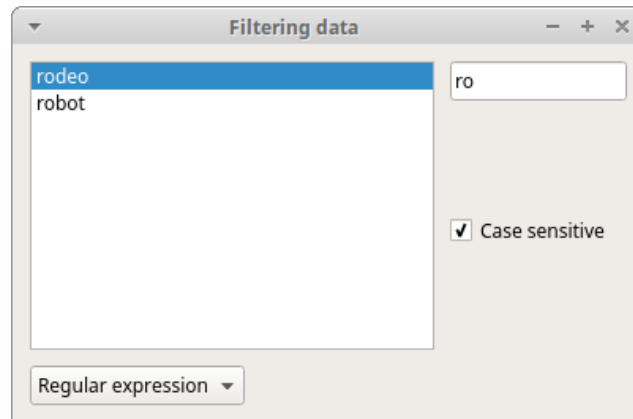 Filtering data
rodeo
robot
ro
Case sensitive
Regular expression